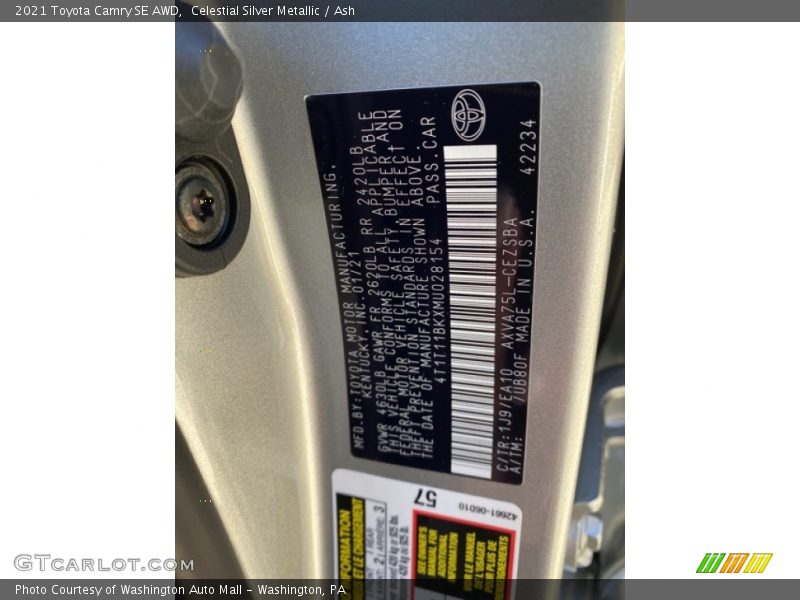 2021 Toyota Camry SE AWD,  Celestial Silver Metallic / Ash
MFD.BY:TOYOTA MOTOR MANUFACTURING,
KENTUCKY, INC. 01/21
GVWR 4630LB GAWR FR 2620LB RR 2420LB
THIS VEHICLE CONFORMS TO ALL APPLICABLE
FEDERAL MOTOR VEHICLE SAFETY, BUMPER AND
THEFT PREVENTION STANDARDS IN EFFECT ON
THE DATE OF MANUFACTURE SHOWN ABOVE.
4T1T11BKXMU028154 PASS.CAR
C/TR:1J9/EA10 AXVA75L-CEZSBA
A/TM: /UB80F MADE IN U.S.A. 42234
57
42661-06D10
GTCarlot.com
Photo Courtesy of Washington Auto Mall - Washington, PA